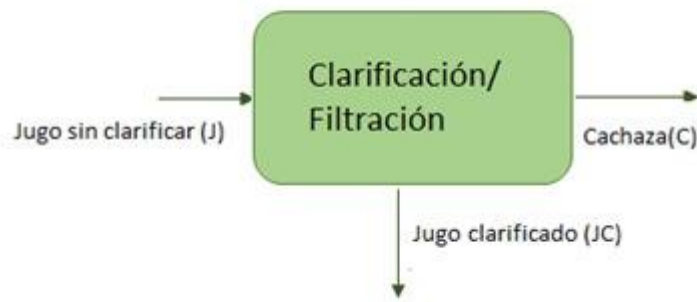 Clarificación/
Filtración
Jugo sin clarificar (J)
Cachaza(C)
Jugo clarificado (JC)